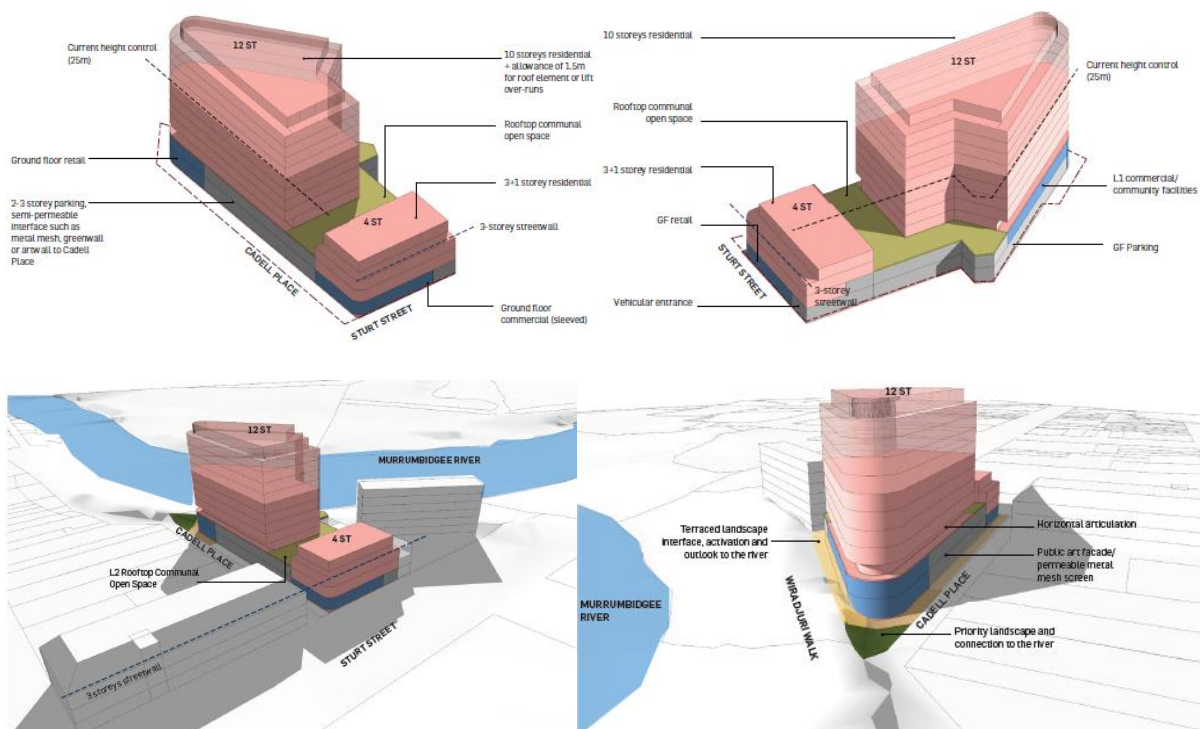 12 ST
Current height control
(25m)
10 storeys residential
+ allowance of 1.5m
for roof element or lift
over-runs
Rooftop communal
open space
Ground floor retail
3+1 storey residential
4 ST
2-3 storey parking,
semi-permeable
interface such as
metal mesh, greenwall
or artwall to Cadell
Place
3-storey streetwall
CADELL PLACE
Ground floor
commercial (sleeved)
STURT STREET
10 storeys residential
12 ST
Current height control
(25m)
Rooftop communal
open space
3+1 storey residential
L1 commercial/
community facilities
4 ST
GF retail
GF Parking
STURT STREET
3-storey
streetwall
Vehicular entrance
12 ST
MURRUMBIDGEE RIVER
CADELL PLACE
4 ST
L2 Rooftop Communal
Open Space
STURT STREET
3 storeys streetwall
12 ST
Terraced landscape
interface, activation and
outlook to the river
Horizontal articulation
Public art facade/
permeable metal
mesh screen
MURRUMBIDGEE
RIVER
WIRADJURI WALK
CADELL PLACE
Priority landscape and
connection to the river